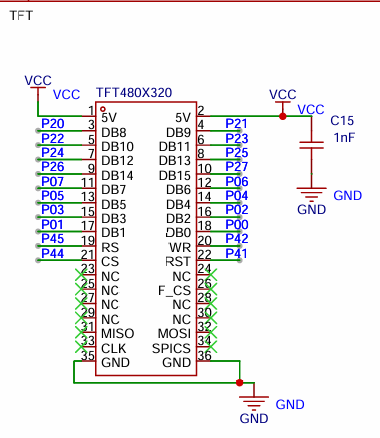 TFT
VCC
VCC
TFT480X320
VCC
VCC
C15
1nF
1 5V 5V 2
P20 3 DB8 DB9 4 P21
P22 5 DB10 DB11 6 P23
P24 7 DB12 DB13 8 P25
P26 9 DB14 DB15 10 P27
P07 11 DB7 DB6 12 P06
P05 13 DB5 DB4 14 P04
P03 15 DB3 DB2 16 P02
P01 17 DB1 DB0 18 P00
P45 19 RS WR 20 P42
P44 21 CS RST 22 P41
23 NC NC 24
25 NC F_CS 26
27 NC NC 28
29 NC NC 30
31 MISO MOSI 32
33 CLK SPICS 34
35 GND GND 36
GND
GND
GND
GND